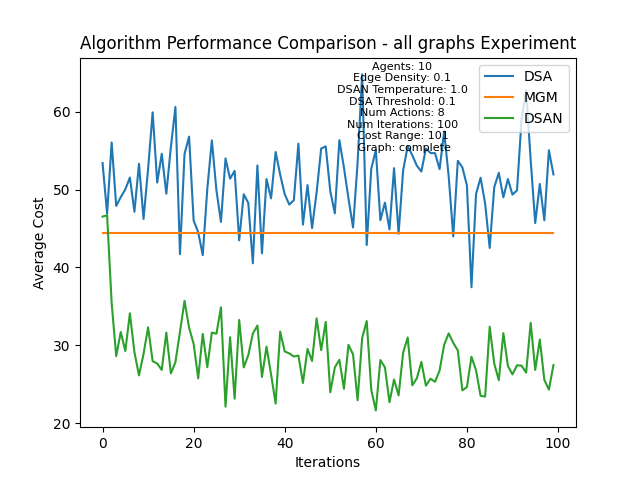 Algorithm Performance Comparison - all graphs Experiment
Agents: 10
Edge Density: 0.1
DSAN Temperature: 1.0
DSA Threshold: 0.1
Num Actions: 8
Num Iterations: 100
Cost Range: 101
Graph: complete
DSA
MGM
DSAN
Average Cost
60
50
40
30
20
0
20
40
60
80
100
Iterations